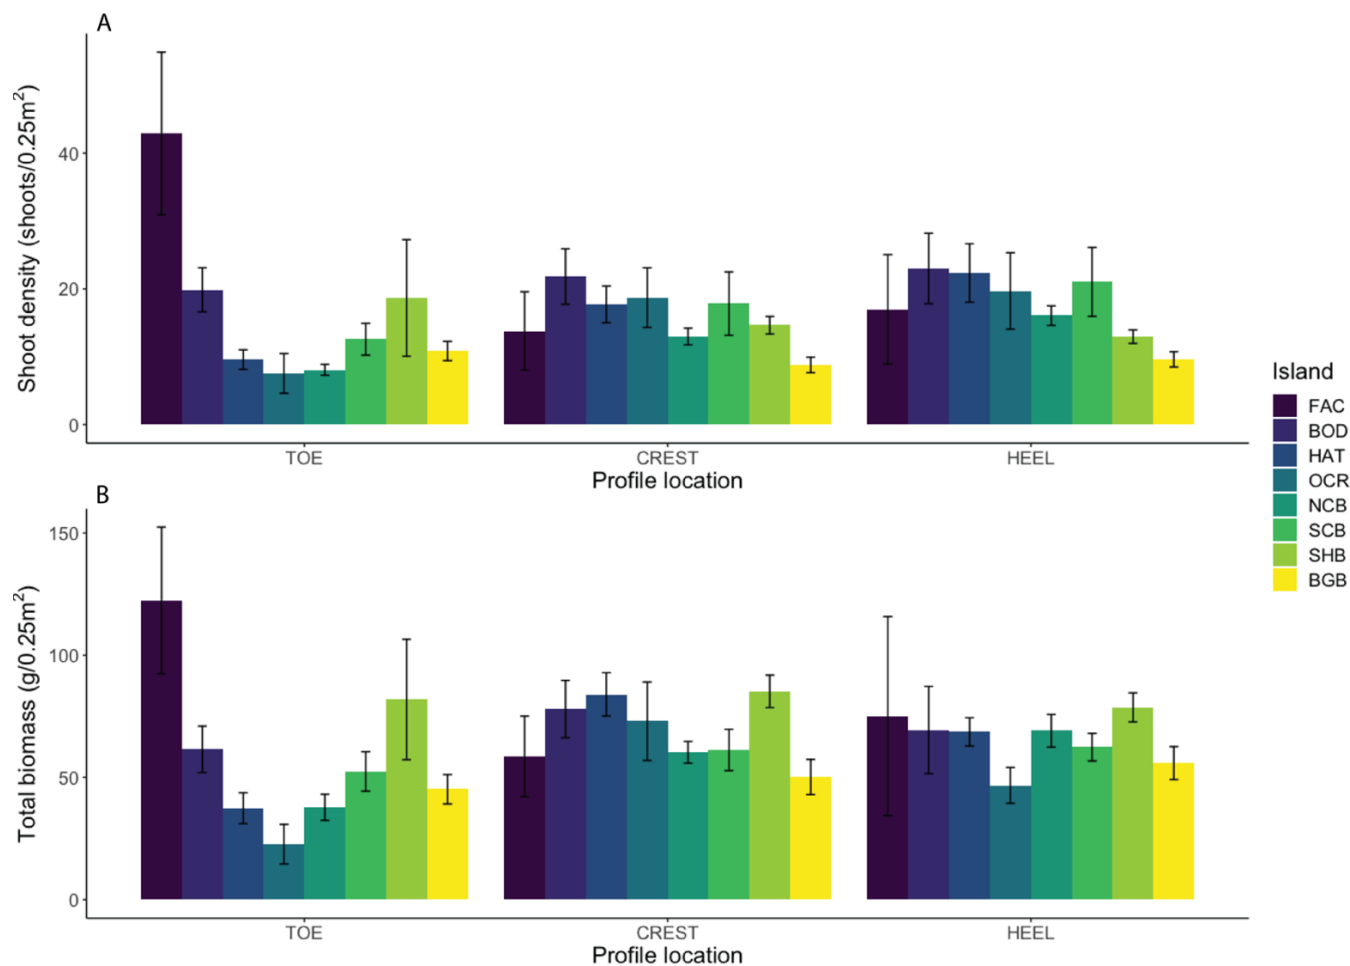 A
Shoot density (shoots/0.25m²)
40
20
0
TOE CREST HEEL
Profile location
B
Total biomass (g/0.25m²)
150
100
50
0
TOE CREST HEEL
Profile location
Island
FAC
BOD
HAT
OCR
NCB
SCB
SHB
BGB